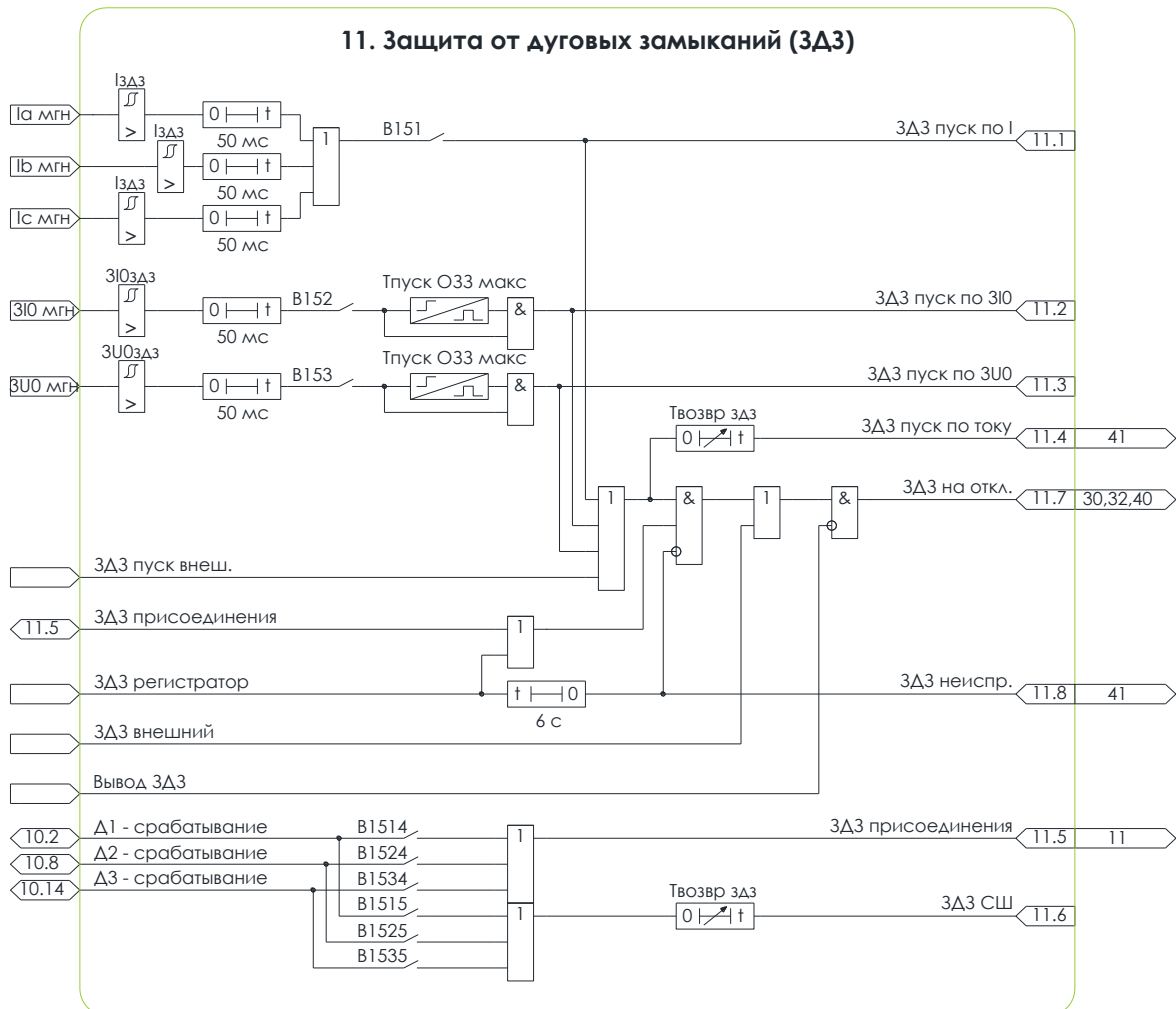 11. Защита от дуговых замыканий (ЗДЗ)
Iздз
Ia мгн
0 t
>
50 мс
Iздз
Ib мгн
0 t
>
50 мс
Iздз
Ic мгн
0 t
>
50 мс
1
В151
ЗДЗ пуск по I
11.1
3I0здз
3I0 мгн
>
0 t
50 мс
В152
Тпуск ОЗЗ макс
&
ЗДЗ пуск по 3I0
11.2
3U0здз
3U0 мгн
>
0 t
50 мс
В153
Тпуск ОЗЗ макс
&
ЗДЗ пуск по 3U0
11.3
Твозвр здз
0 t
ЗДЗ пуск по току
11.4
41
1
&
1
&
ЗДЗ на откл.
11.7
30,32,40
ЗДЗ пуск внеш.
11.5
ЗДЗ присоединения
1
ЗДЗ регистратор
t 0
6 с
ЗДЗ неиспр.
11.8
41
ЗДЗ внешний
Вывод ЗДЗ
10.2
Д1 - срабатывание
В1514
1
ЗДЗ присоединения
11.5
11
10.8
Д2 - срабатывание
В1524
10.14
Д3 - срабатывание
В1534
В1515
1
Твозвр здз
0 t
ЗДЗ СШ
11.6
В1525
В1535